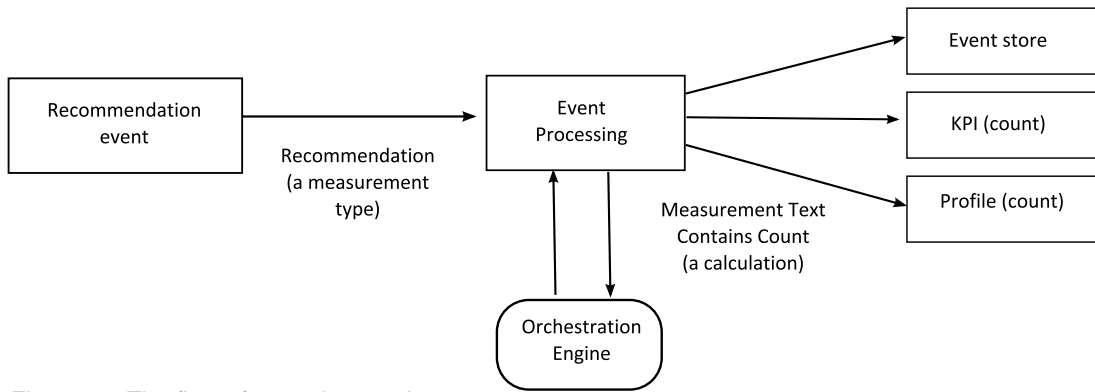 Recommendation
event
Recommendation
(a measurement
type)
Event
Processing
Measurement Text
Contains Count
(a calculation)
Orchestration
Engine
Event store
KPI (count)
Profile (count)